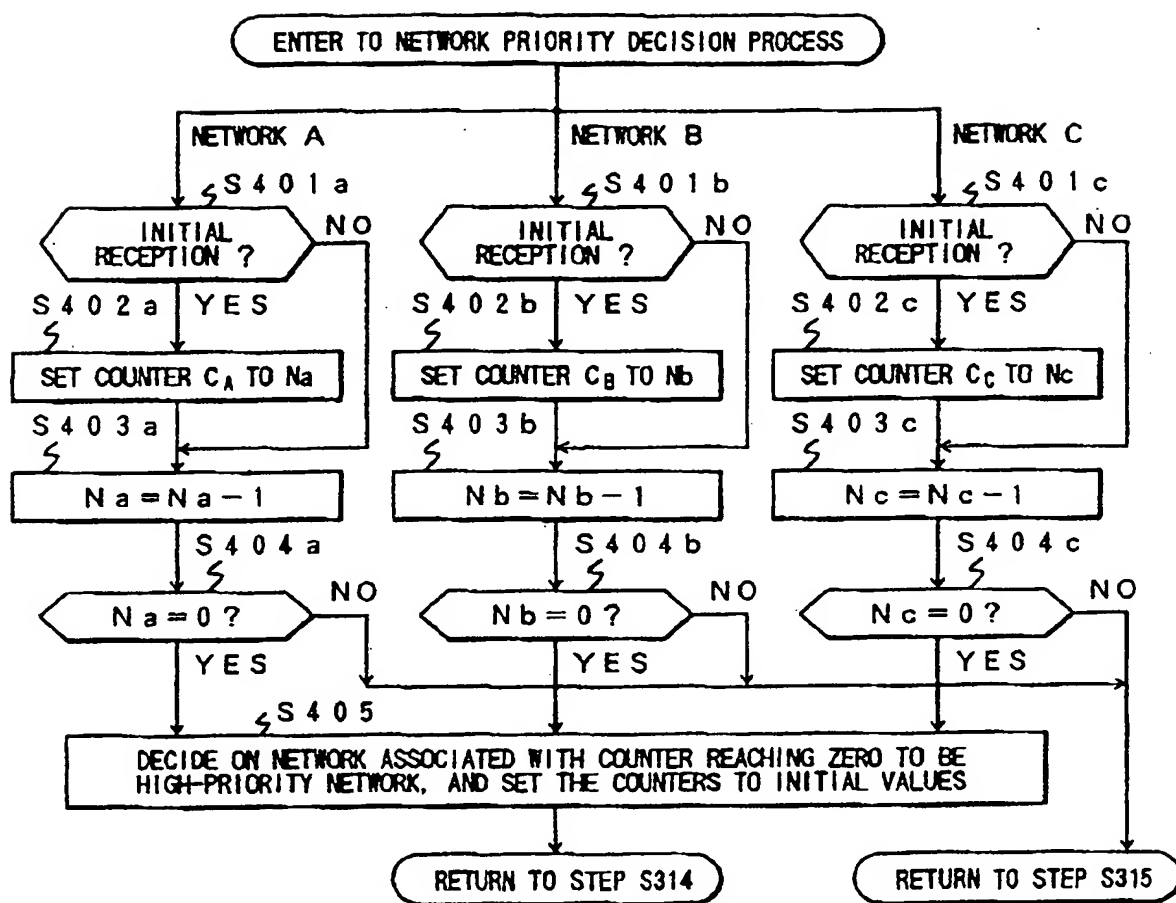 ENTER TO NETWORK PRIORITY DECISION PROCESS
NETWORK A
NETWORK B
NETWORK C
S401a
S401b
S401c
INITIAL
RECEPTION ?
NO
INITIAL
RECEPTION ?
NO
INITIAL
RECEPTION ?
NO
S402a
YES
S402b
YES
S402c
YES
SET COUNTER CA TO Na
SET COUNTER CB TO Nb
SET COUNTER CC TO Nc
S403a
S403b
S403c
Na=Na-1
Nb=Nb-1
Nc=Nc-1
S404a
S404b
S404c
Na=0?
NO
Nb=0?
NO
Nc=0?
NO
YES
YES
YES
S405
DECIDE ON NETWORK ASSOCIATED WITH COUNTER REACHING ZERO TO BE
HIGH-PRIORITY NETWORK, AND SET THE COUNTERS TO INITIAL VALUES
RETURN TO STEP S314
RETURN TO STEP S315